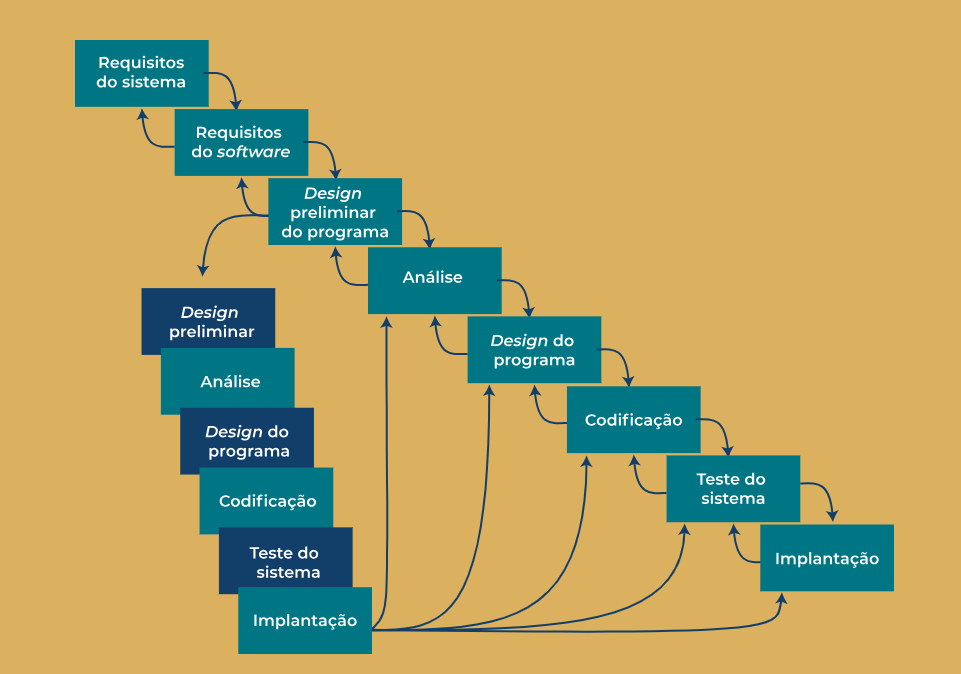 Requisitos
do sistema
Requisitos
do software
Design
preliminar
do programa
Análise
Design do
programa
Codificação
Teste do
sistema
Implantação
Design
preliminar
Análise
Design do
programa
Codificação
Teste do
sistema
Implantação